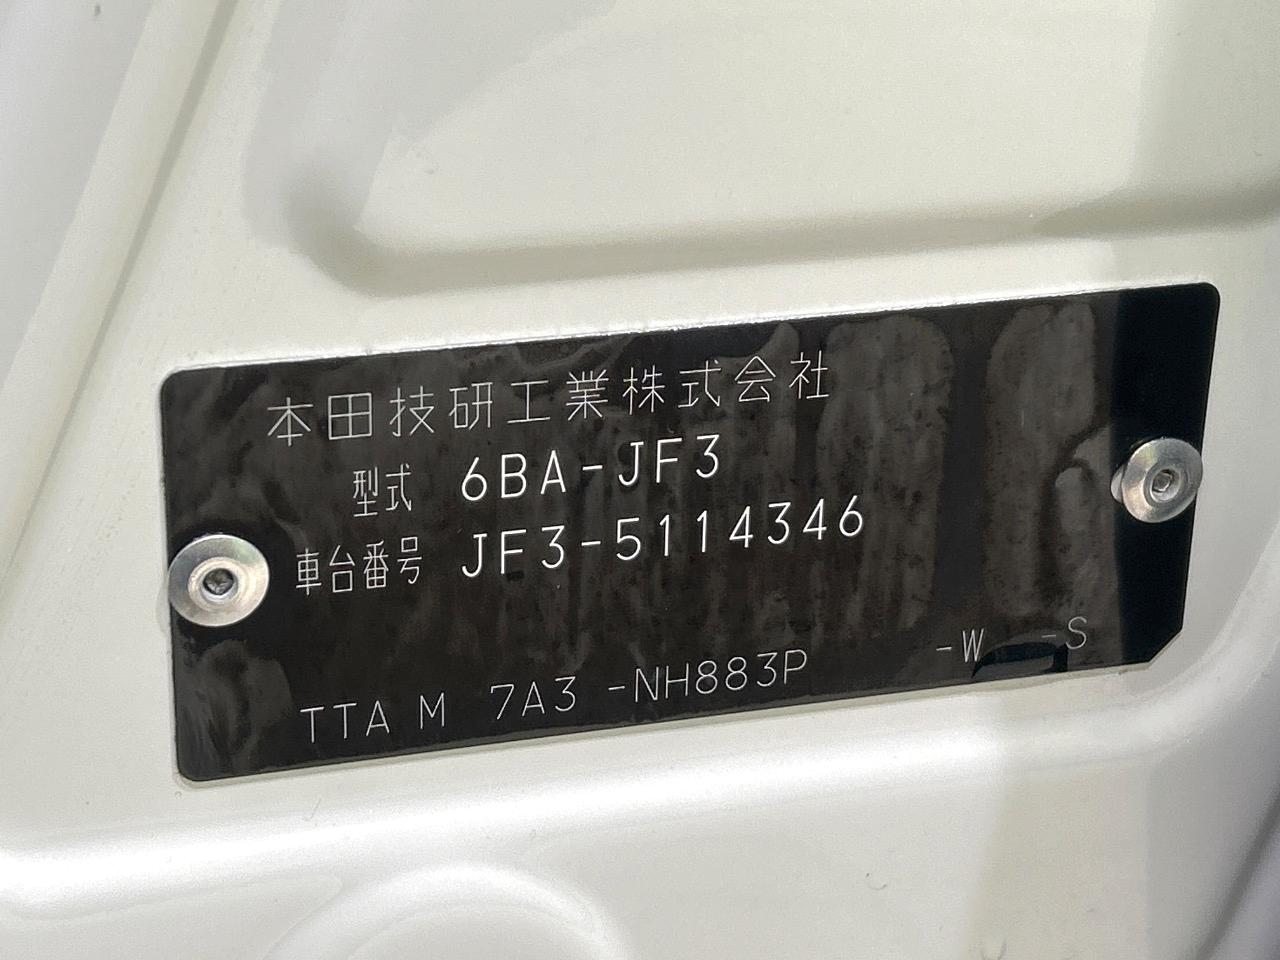 本田技研工業株式会社
型式 6BA-JF3
車台番号 JF3-5114346
TTA M 7A3 -NH883P -W -S